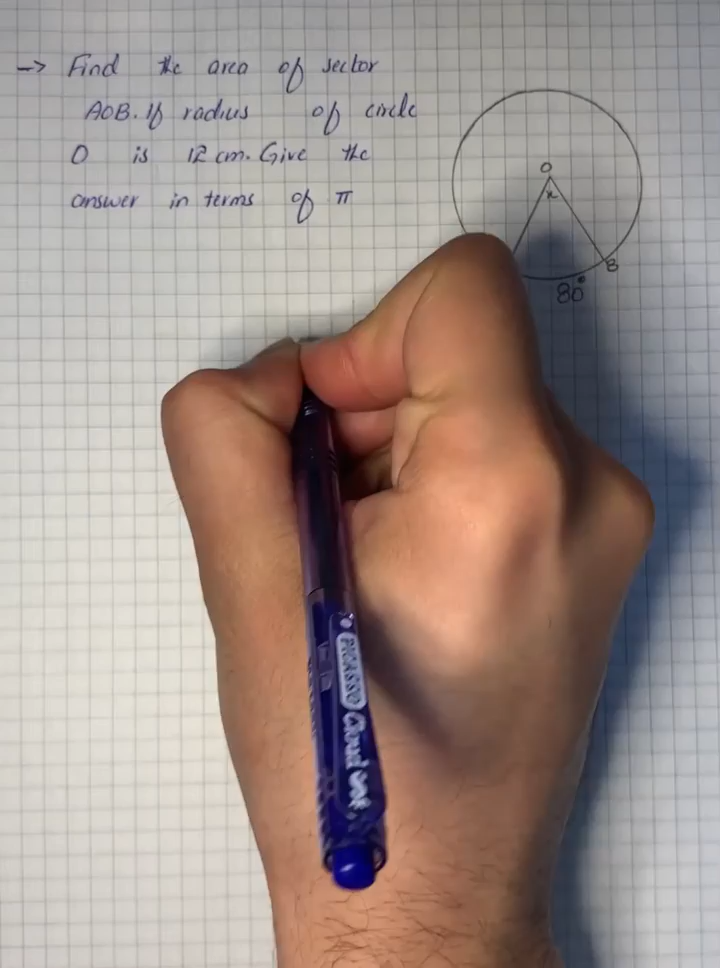 → Find the area of sector
AOB. If radius of circle
O is 12 cm. Give the
answer in terms of π
O
x
B
80°
PICASSO